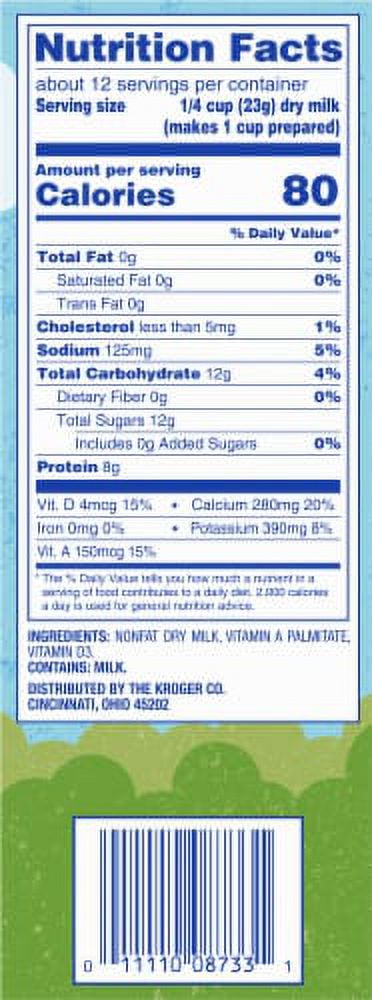 Nutrition Facts
about 12 servings per container
Serving size 1/4 cup (23g) dry milk
(makes 1 cup prepared)
Amount per serving
Calories 80
% Daily Value*
Total Fat 0g 0%
Saturated Fat 0g 0%
Trans Fat 0g
Cholesterol less than 5mg 1%
Sodium 125mg 5%
Total Carbohydrate 12g 4%
Dietary Fiber 0g 0%
Total Sugars 12g
Includes 0g Added Sugars 0%
Protein 8g
Vit. D 4mcg 15% • Calcium 280mg 20%
Iron 0mg 0% • Potassium 390mg 8%
Vit. A 150mcg 15%
* The % Daily Value tells you how much a nutrient in a
serving of food contributes to a daily diet. 2,000 calories
a day is used for general nutrition advice.
INGREDIENTS: NONFAT DRY MILK, VITAMIN A PALMITATE,
VITAMIN D3.
CONTAINS: MILK.
DISTRIBUTED BY THE KROGER CO.
CINCINNATI, OHIO 45202
0 11110 08733 1